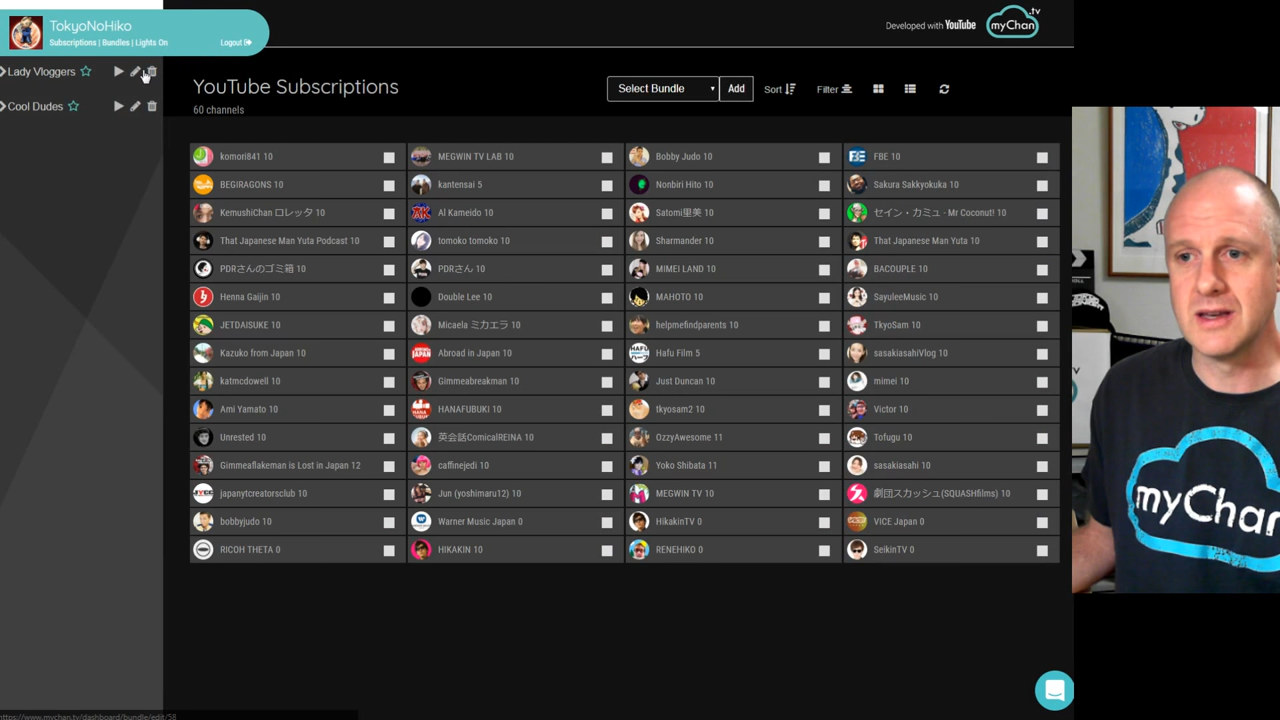 TokyoNoHiko
Subscriptions | Bundles | Lights On
Logout
Developed with YouTube
myChan
.tv
Lady Vloggers
Cool Dudes
YouTube Subscriptions
60 channels
Select Bundle
Add
Sort
Filter
komori841 10
MEGWIN TV LAB 10
Bobby Judo 10
FBE 10
BEGIRAGONS 10
kantensai 5
Nonbiri Hito 10
Sakura Sakkyokuka 10
KemushiChan ロレッタ 10
Al Kameido 10
Satomi里美 10
セイン・カミュ - Mr Coconut! 10
That Japanese Man Yuta Podcast 10
tomoko tomoko 10
Sharmander 10
That Japanese Man Yuta 10
PDRさんのゴミ箱 10
PDRさん 10
MIMEI LAND 10
BACOUPLE 10
Henna Gaijin 10
Double Lee 10
MAHOTO 10
SayuleeMusic 10
JETDAISUKE 10
Micaela ミカエラ 10
helpmefindparents 10
TkyoSam 10
Kazuko from Japan 10
Abroad in Japan 10
Hafu Film 5
sasakiasahiVlog 10
katmcdowell 10
Gimmeabreakman 10
Just Duncan 10
mimei 10
Ami Yamato 10
HANAFUBUKI 10
tkyosam2 10
Victor 10
Unrested 10
英会話ComicalREINA 10
OzzyAwesome 11
Tofugu 10
Gimmeaflakeman is Lost in Japan 12
caffinejedi 10
Yoko Shibata 11
sasakiasahi 10
japanytcreatorsclub 10
Jun (yoshimaru12) 10
MEGWIN TV 10
劇団スカッシュ(SQUASHfilms) 10
bobbyjudo 10
Warner Music Japan 0
HikakinTV 0
VICE Japan 0
RICOH THETA 0
HIKAKIN 10
RENEHIKO 0
SeikinTV 0
myChan
https://www.mychan.tv/dashboard/bundle/edit/58